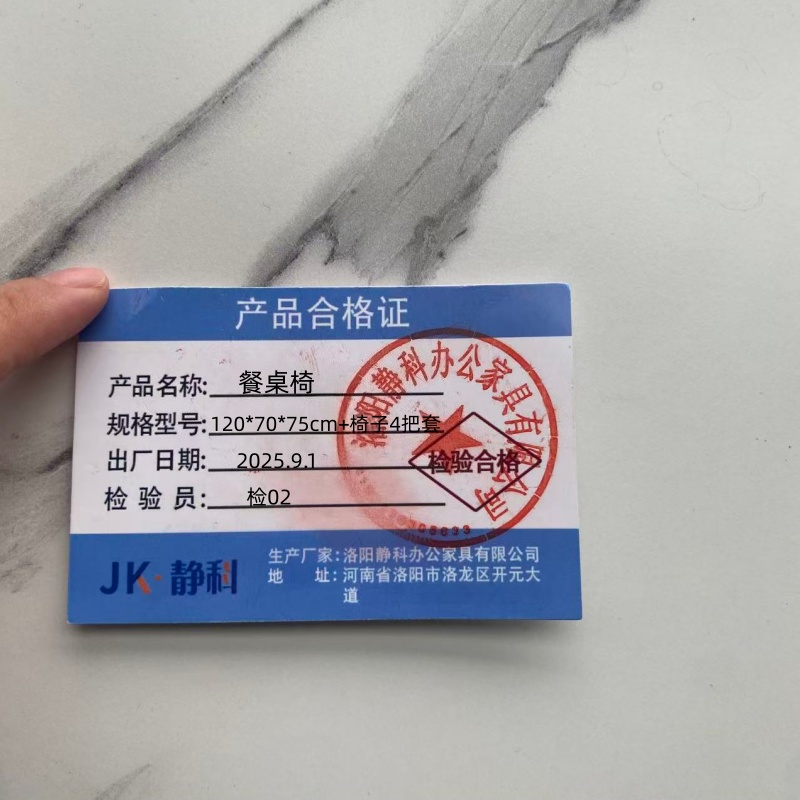 产品合格证
产品名称: 餐桌椅
规格型号: 120*70*75cm+椅子4把套
出厂日期: 2025.9.1
检验员: 检02
洛阳静科办公家具有限公司
检验合格
JK·静科
生产厂家: 洛阳静科办公家具有限公司
地 址: 河南省洛阳市洛龙区开元大
道